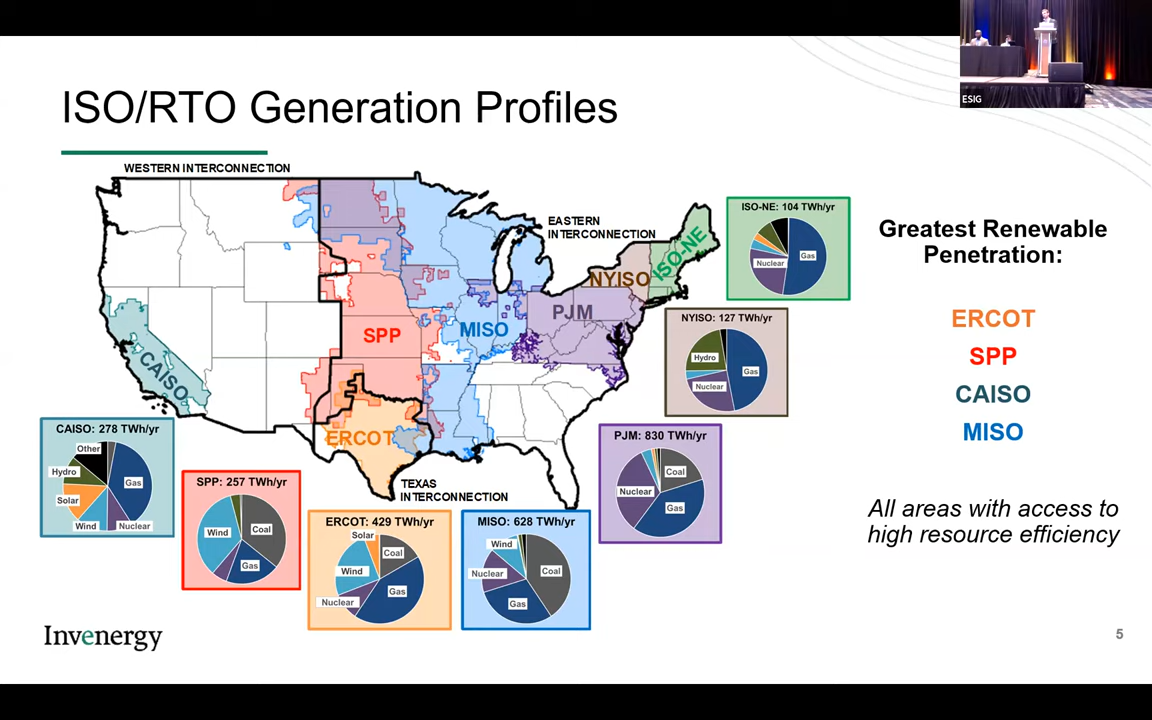 ESIG
ISO/RTO Generation Profiles
WESTERN INTERCONNECTION
EASTERN
INTERCONNECTION
TEXAS
INTERCONNECTION
CAISO
SPP
MISO
ERCOT
PJM
NYISO
ISO-NE
ISO-NE: 104 TWh/yr
Gas
Nuclear
NYISO: 127 TWh/yr
Hydro
Gas
Nuclear
PJM: 830 TWh/yr
Coal
Nuclear
Gas
CAISO: 278 TWh/yr
Other
Hydro
Gas
Solar
Wind
Nuclear
SPP: 257 TWh/yr
Wind
Coal
Gas
ERCOT: 429 TWh/yr
Solar
Coal
Wind
Gas
Nuclear
MISO: 628 TWh/yr
Wind
Coal
Nuclear
Gas
Greatest Renewable
Penetration:
ERCOT
SPP
CAISO
MISO
All areas with access to
high resource efficiency
Invenergy
5